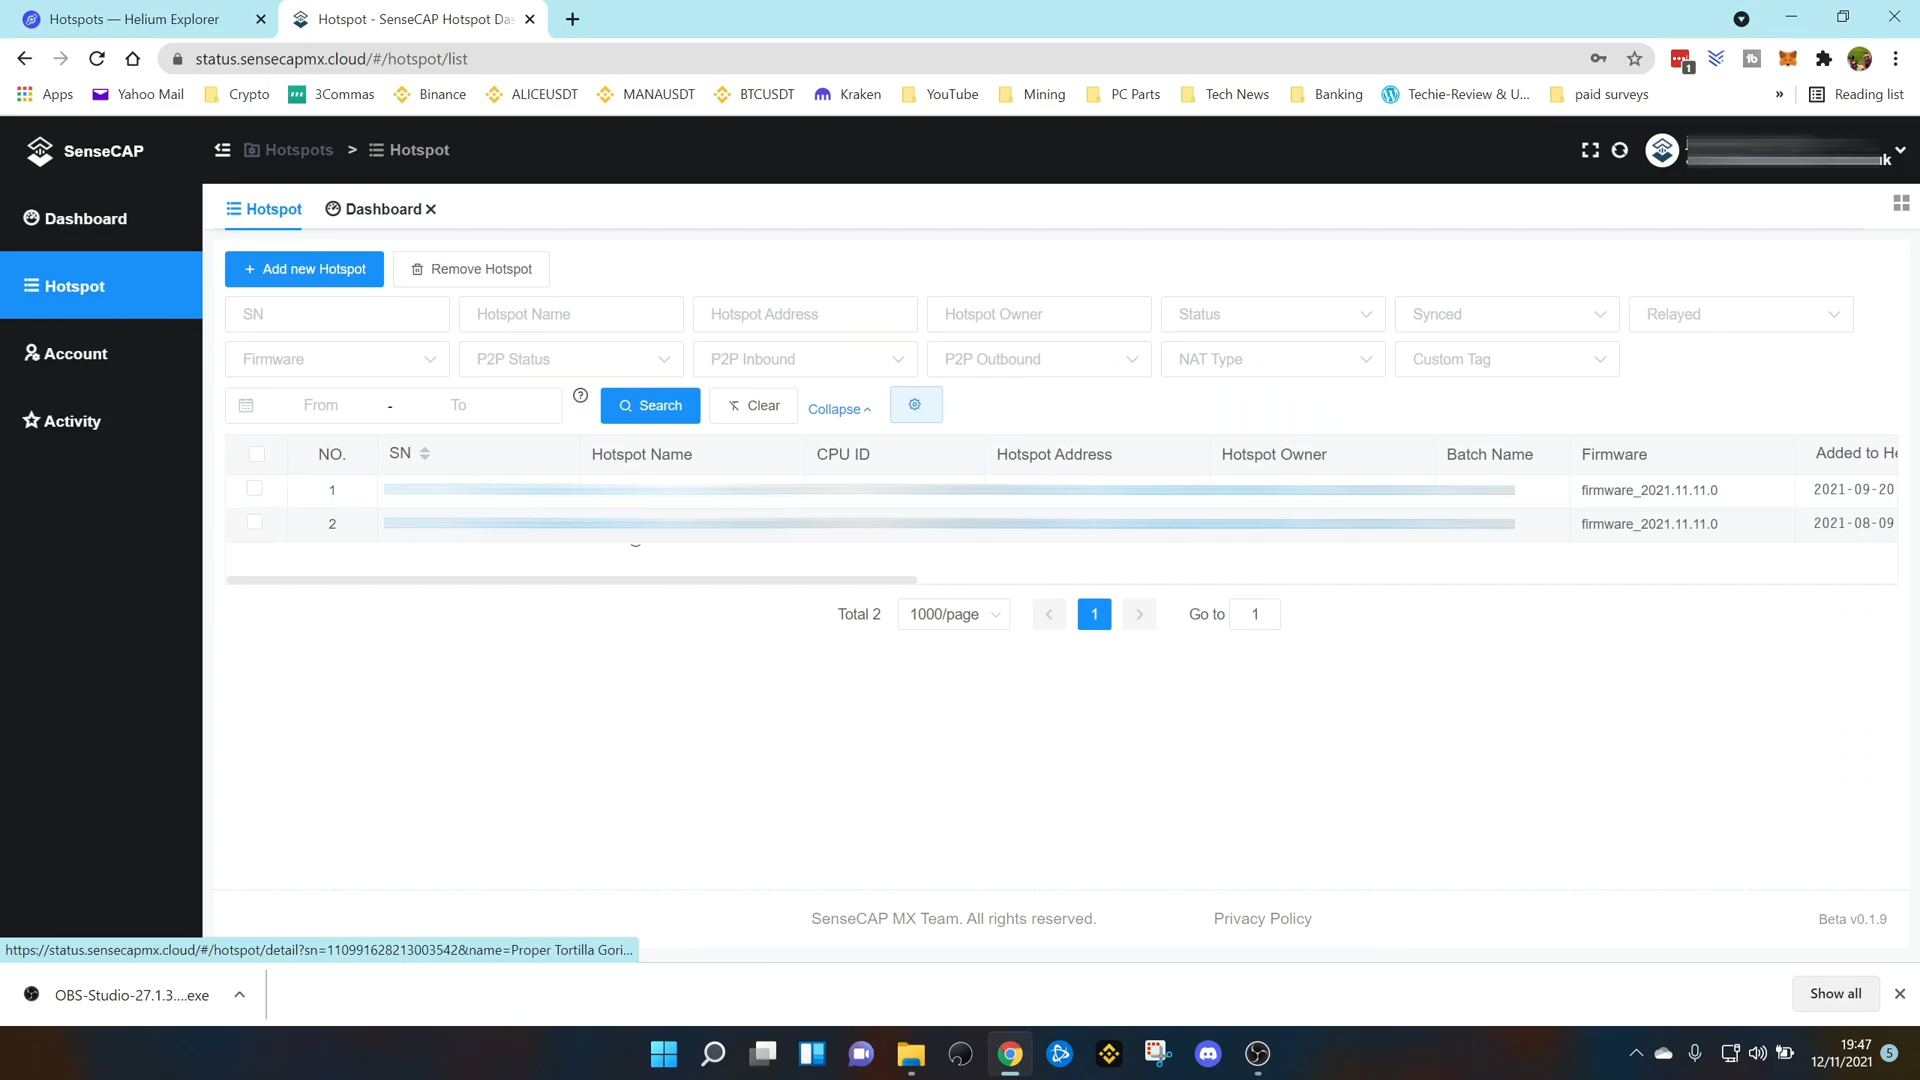 Hotspots — Helium Explorer
Hotspot - SenseCAP Hotspot Das
status.sensecapmx.cloud/#/hotspot/list
1
Apps Yahoo Mail Crypto 3Commas Binance ALICEUSDT MANAUSDT BTCUSDT Kraken YouTube Mining PC Parts Tech News Banking Techie-Review & U... paid surveys » Reading list
SenseCAP
Hotspots > Hotspot
k
Dashboard
Hotspot
Account
Activity
Hotspot Dashboard
+ Add new Hotspot Remove Hotspot
SN Hotspot Name Hotspot Address Hotspot Owner Status Synced Relayed
Firmware P2P Status P2P Inbound P2P Outbound NAT Type Custom Tag
From - To Search Clear Collapse
NO. SN Hotspot Name CPU ID Hotspot Address Hotspot Owner Batch Name Firmware Added to He
1 firmware_2021.11.11.0 2021-09-20
2 firmware_2021.11.11.0 2021-08-09
Total 2 1000/page < 1 > Go to 1
SenseCAP MX Team. All rights reserved. Privacy Policy Beta v0.1.9
https://status.sensecapmx.cloud/#/hotspot/detail?sn=110991628213003542&name=Proper Tortilla Gori...
OBS-Studio-27.1.3....exe Show all
19:47
12/11/2021
5